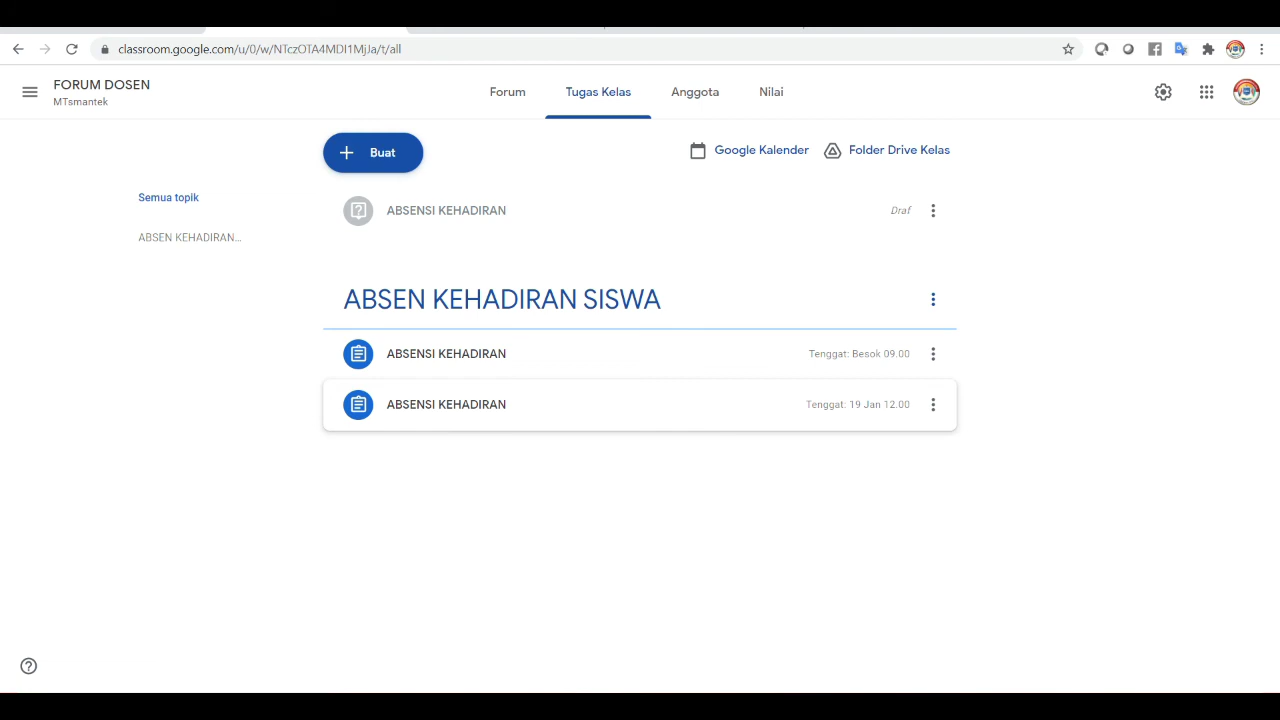 classroom.google.com/u/0/w/NTczOTA4MDI1MjJa/t/all
FORUM DOSEN
MTsmantek
Forum
Tugas Kelas
Anggota
Nilai
Buat
Google Kalender
Folder Drive Kelas
Semua topik
ABSEN KEHADIRAN...
ABSENSI KEHADIRAN
Draf
ABSEN KEHADIRAN SISWA
ABSENSI KEHADIRAN
Tenggat: Besok 09.00
ABSENSI KEHADIRAN
Tenggat: 19 Jan 12.00